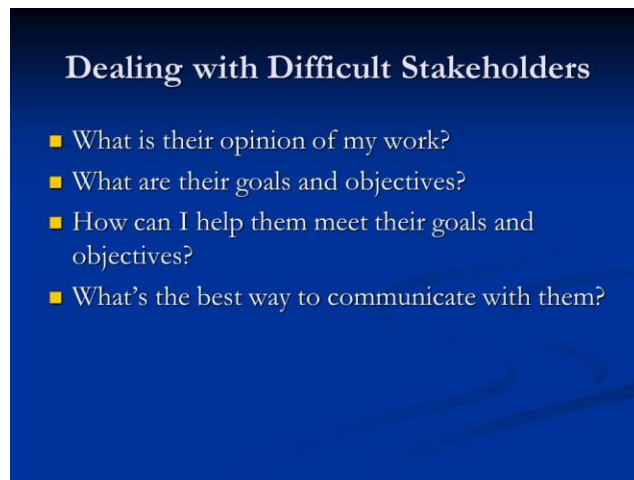 Dealing with Difficult Stakeholders
What is their opinion of my work?
What are their goals and objectives?
How can I help them meet their goals and
objectives?
What's the best way to communicate with them?